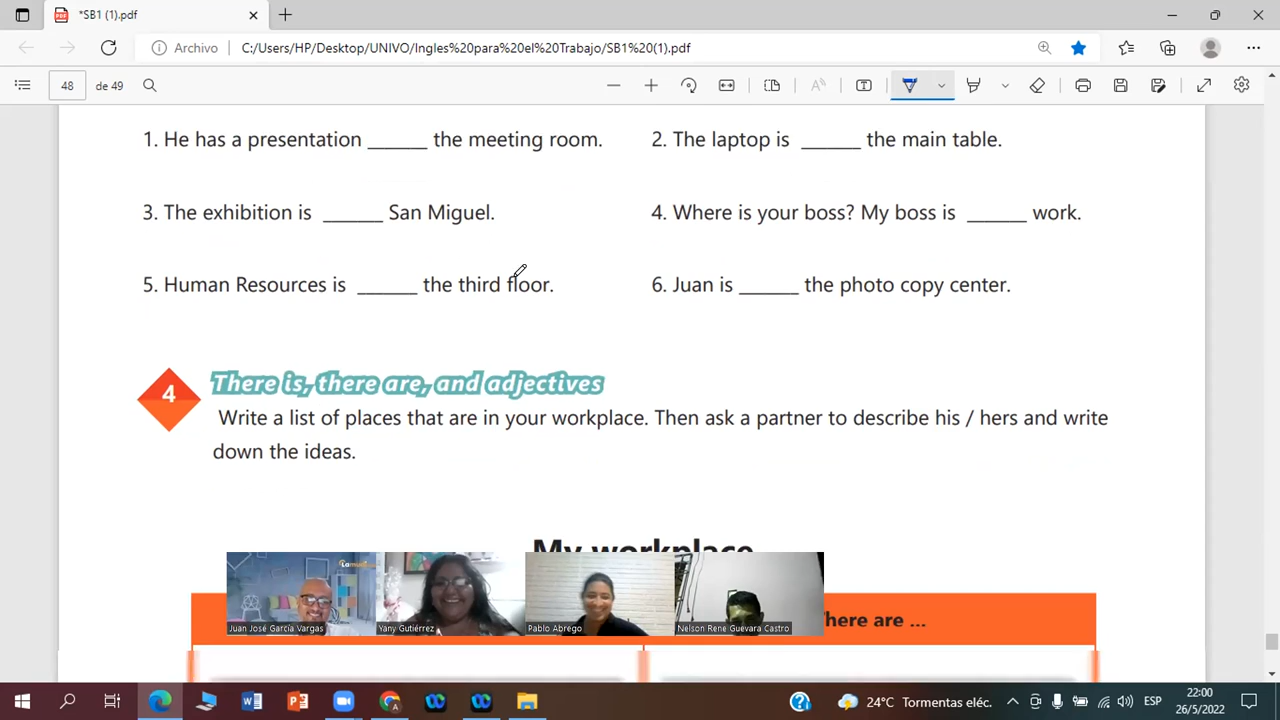 *SB1 (1).pdf
Archivo
C:/Users/HP/Desktop/UNIVO/Ingles%20para%20el%20Trabajo/SB1%20(1).pdf
48 de 49
1. He has a presentation ______ the meeting room.
2. The laptop is ______ the main table.
3. The exhibition is ______ San Miguel.
4. Where is your boss? My boss is ______ work.
5. Human Resources is ______ the third floor.
6. Juan is ______ the photo copy center.
4
There is, there are, and adjectives
Write a list of places that are in your workplace. Then ask a partner to describe his / hers and write
down the ideas.
My workplace
here are ...
Juan José García Vargas
Yany Gutiérrez
Pablo Abrego
Nelson Rene Guevara Castro
24°C Tormentas eléc.
ESP
22:00
26/5/2022